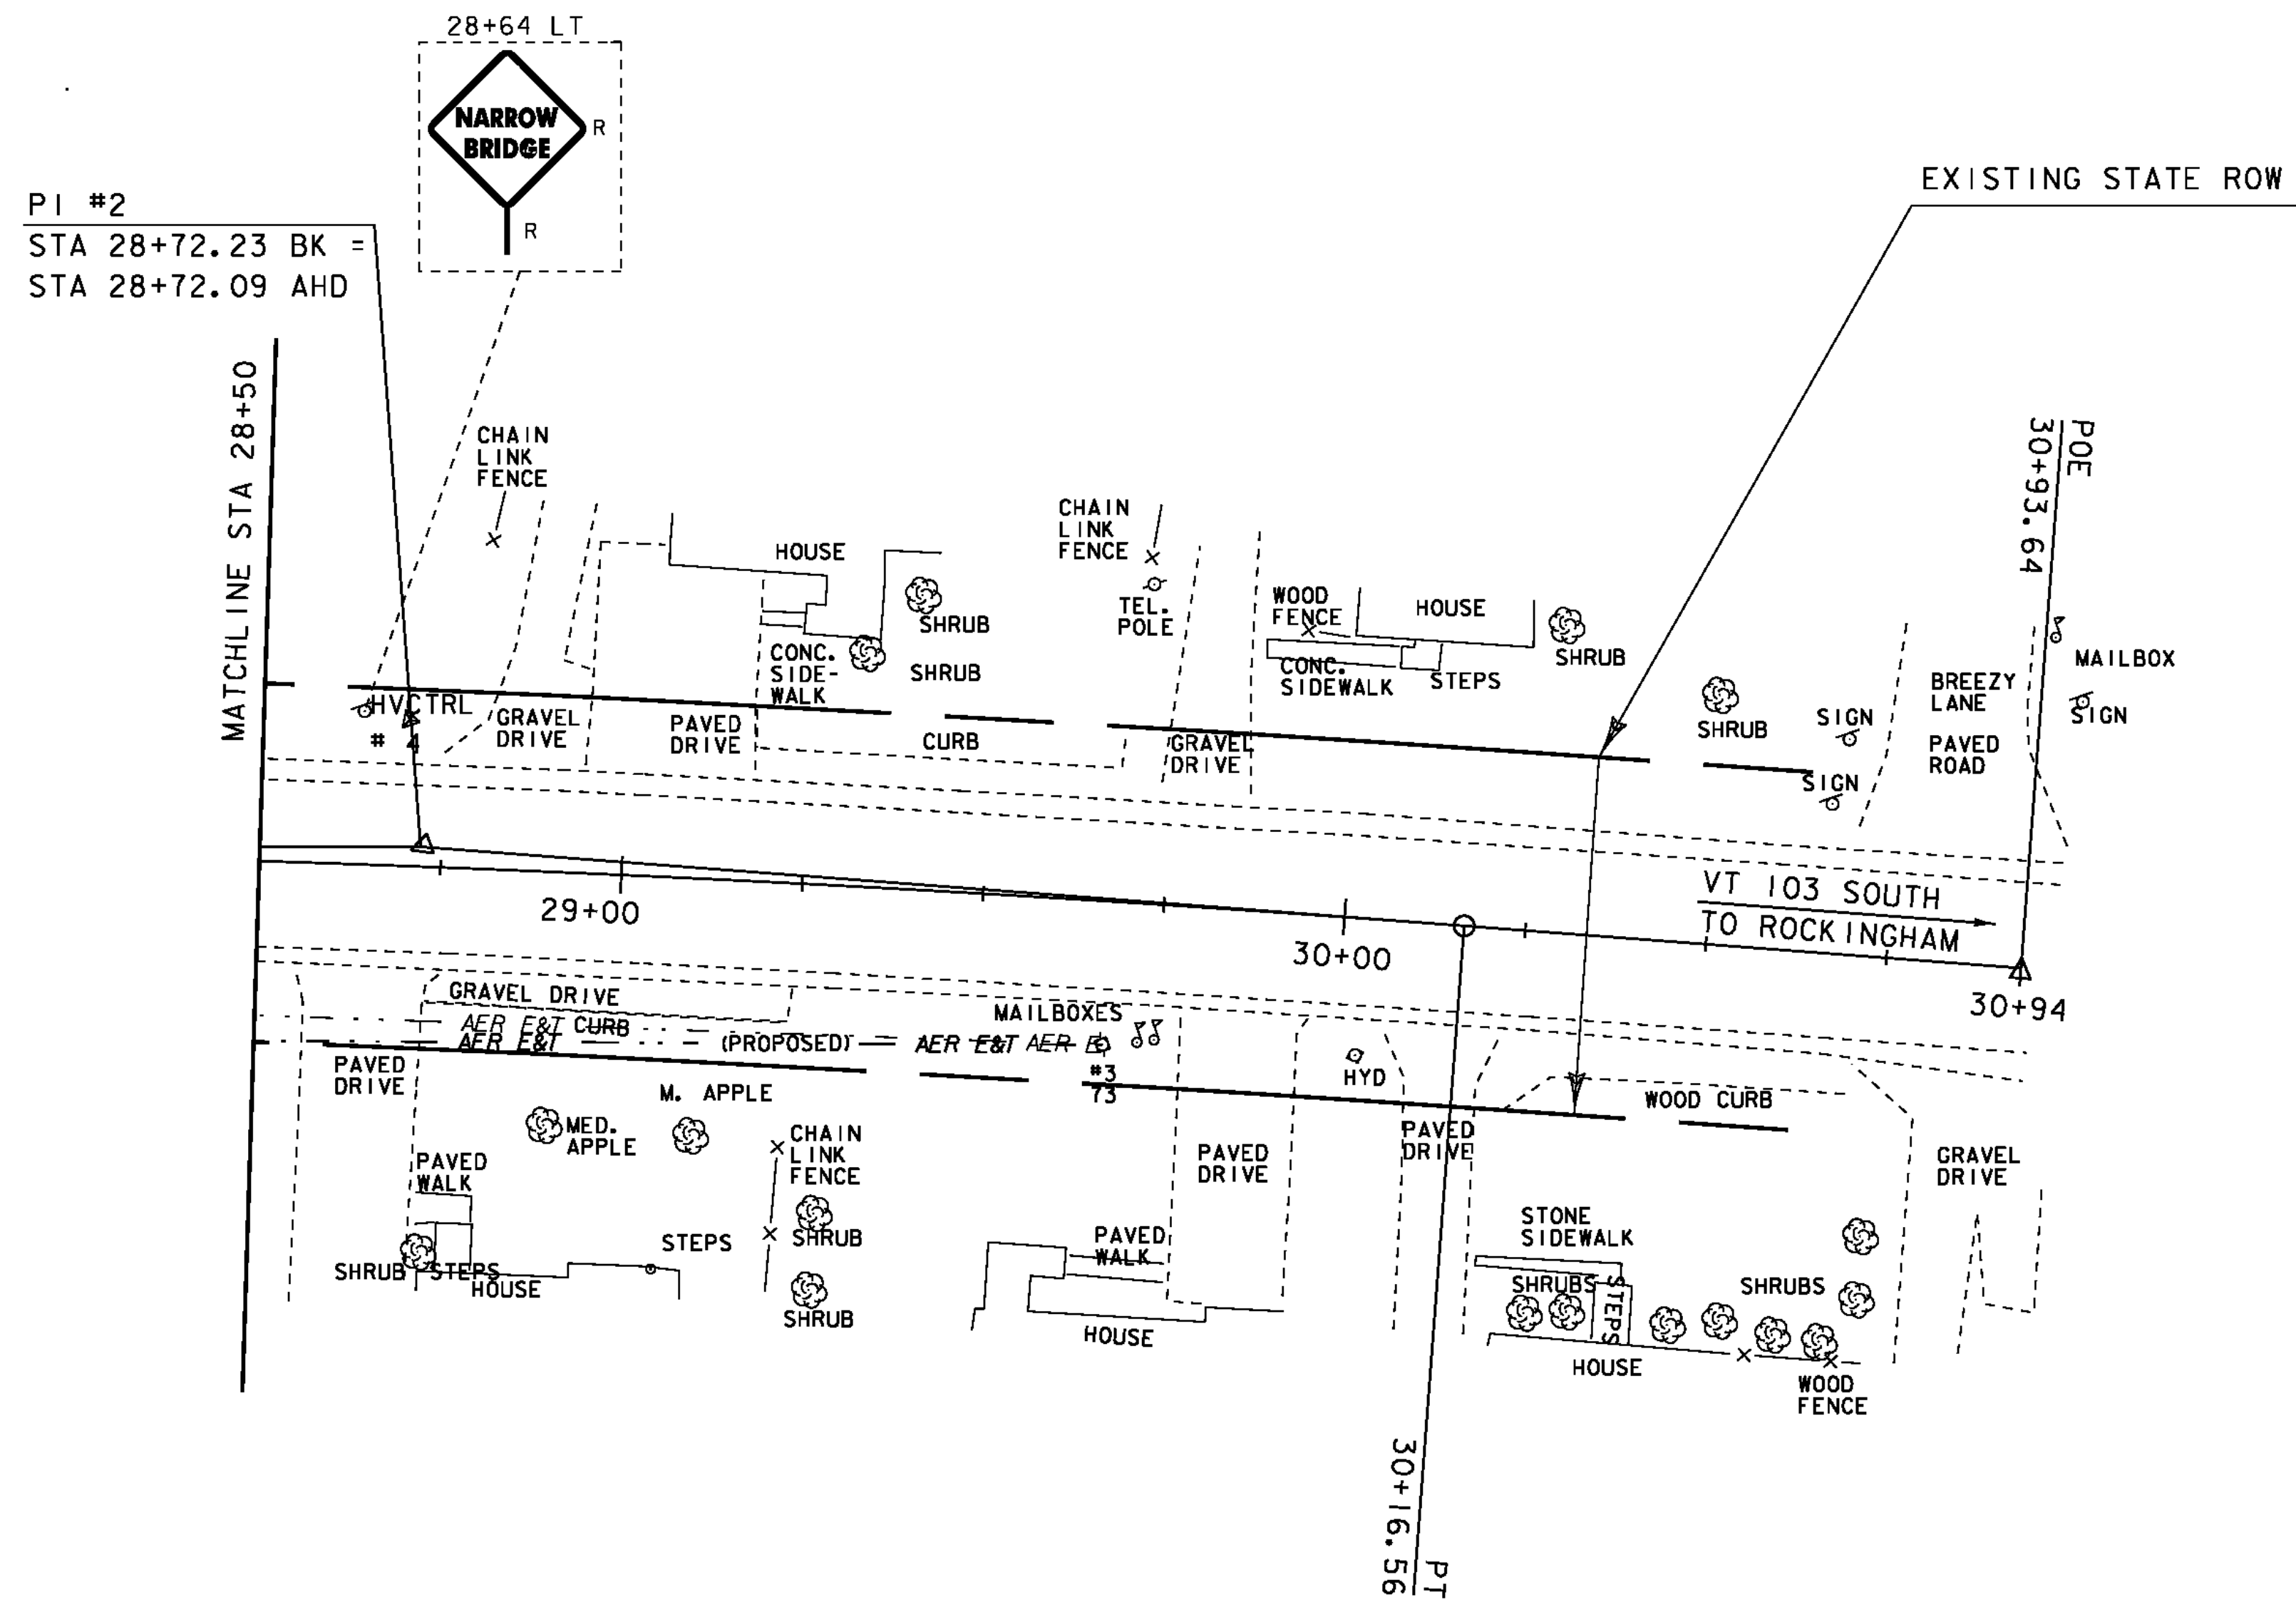 28+64 LT
NARROW
BRIDGE
R
R
PI #2
STA 28+72.23 BK =
STA 28+72.09 AHD
EXISTING STATE ROW
MATCHLINE STA 28+50
CHAIN
LINK
FENCE
HOUSE
SHRUB
CONC.
SIDE-
WALK
SHRUB
CHAIN
LINK
FENCE
TEL.
POLE
WOOD
FENCE
HOUSE
CONC.
SIDEWALK
STEPS
SHRUB
SHRUB
SIGN
SIGN
BREEZY
LANE
PAVED
ROAD
POE
30+93.64
MAILBOX
SIGN
HVCTRL
# 4
GRAVEL
DRIVE
PAVED
DRIVE
CURB
GRAVEL
DRIVE
29+00
30+00
VT 103 SOUTH
TO ROCKINGHAM
30+94
GRAVEL DRIVE
AER E&T CURB
AER E&T
(PROPOSED)
AER E&T AER E
MAILBOXES
#3
73
HYD
PAVED
DRIVE
M. APPLE
MED.
APPLE
CHAIN
LINK
FENCE
PAVED
WALK
SHRUB
STEPS
HOUSE
STEPS
SHRUB
SHRUB
PAVED
WALK
HOUSE
PAVED
DRIVE
PAVED
DRIVE
WOOD CURB
GRAVEL
DRIVE
STONE
SIDEWALK
SHRUBS
STEPS
SHRUBS
HOUSE
WOOD
FENCE
PT
30+16.56